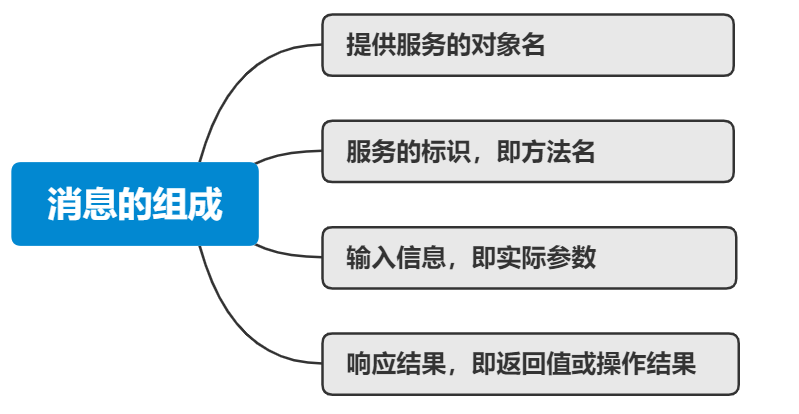 消息的组成
提供服务的对象名
服务的标识，即方法名
输入信息，即实际参数
响应结果，即返回值或操作结果